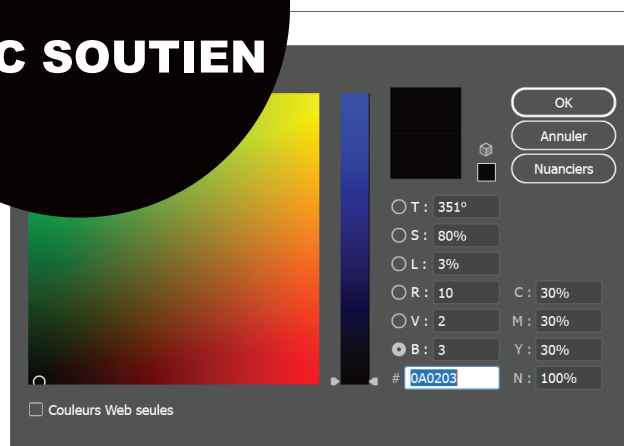 C SOUTIEN
OK
Annuler
Nuanciers
T : 351°
S : 80%
L : 3%
R : 10 C : 30%
V : 2 M : 30%
B : 3 Y : 30%
# 0A0203 N : 100%
Couleurs Web seules